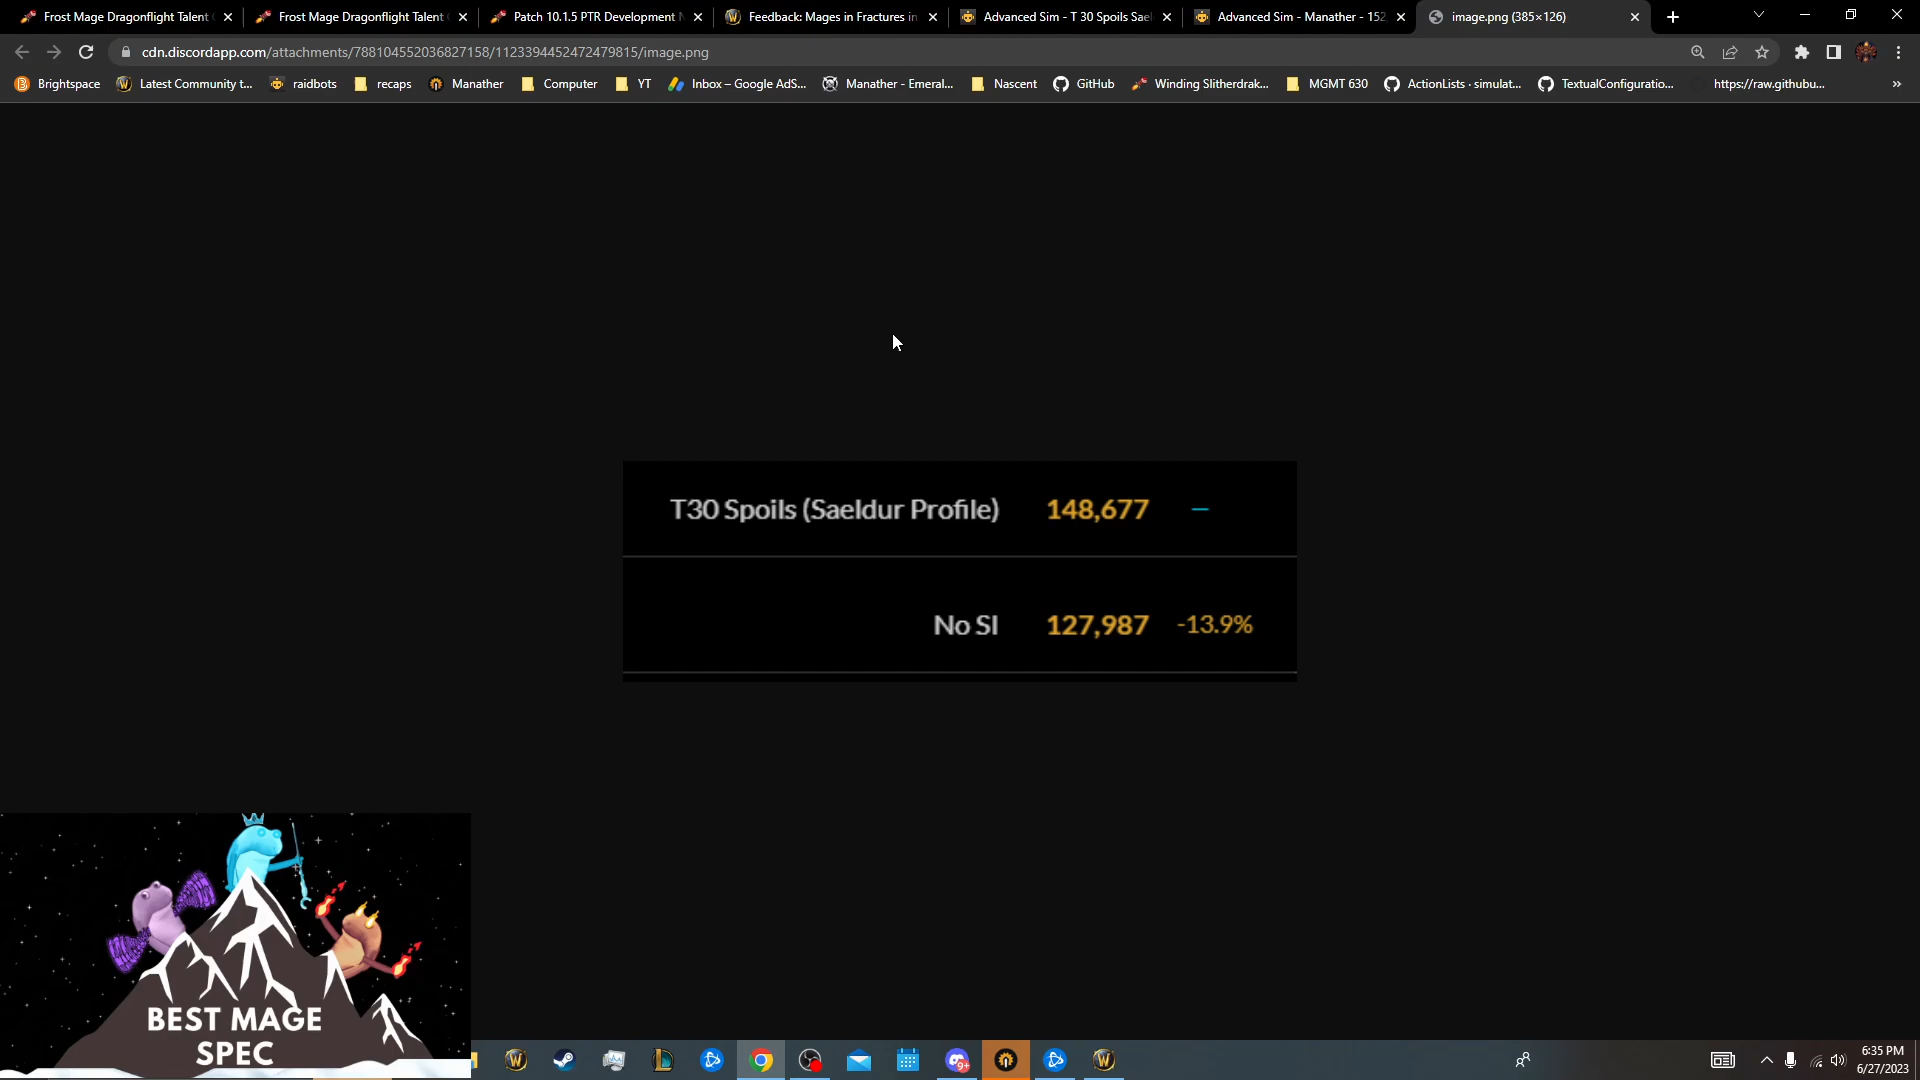 Frost Mage Dragonflight Talent
Frost Mage Dragonflight Talent
Patch 10.1.5 PTR Development
Feedback: Mages in Fractures in
Advanced Sim - T 30 Spoils Sael
Advanced Sim - Manather - 152,
image.png (385×126)
cdn.discordapp.com/attachments/788104552036827158/1123394452472479815/image.png
Brightspace
Latest Community t...
raidbots
recaps
Manather
Computer
YT
Inbox – Google AdS...
Manather - Emeral...
Nascent
GitHub
Winding Slitherdrak...
MGMT 630
ActionLists · simulat...
TextualConfiguratio...
https://raw.githubu...
»
T30 Spoils (Saeldur Profile) 148,677 –
No SI 127,987 -13.9%
BEST MAGE
SPEC
9+
6:35 PM
6/27/2023